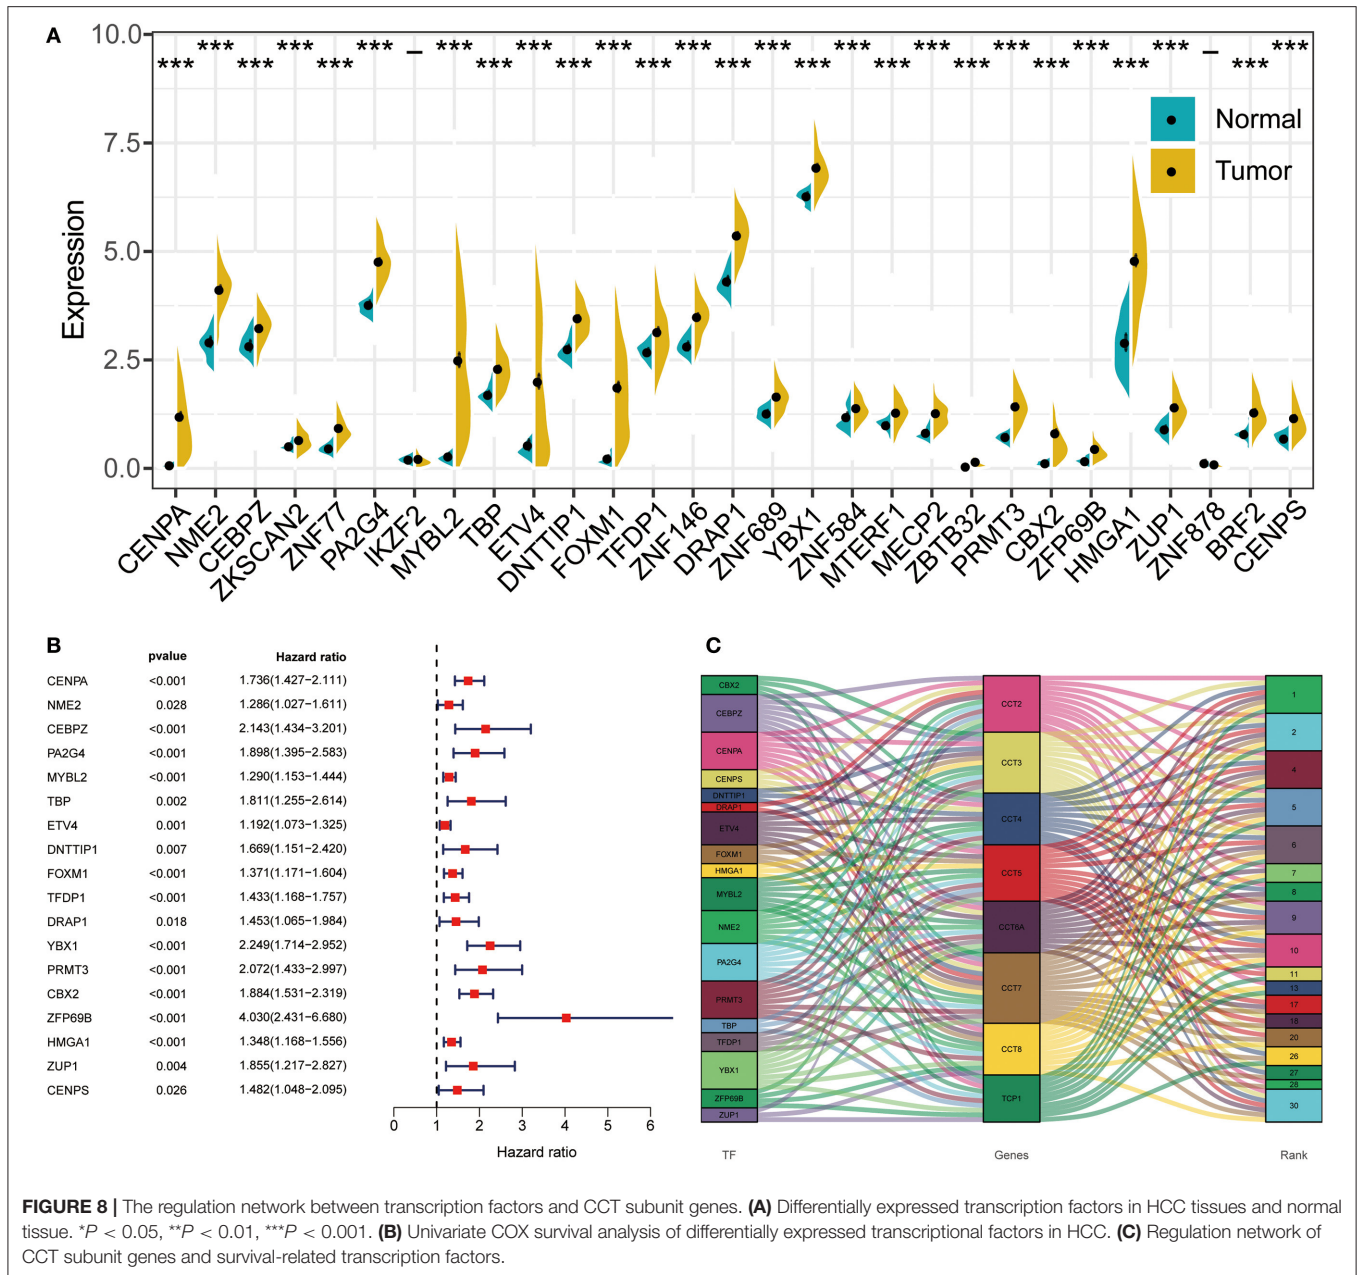 A
10.0
7.5
5.0
2.5
0.0
Expression
*** *** *** *** *** *** – *** *** *** *** *** *** *** *** *** *** *** *** *** *** *** *** *** *** *** – *** ***
Normal
Tumor
CENPA NME2 CEBPZ ZKSCAN2 ZNF77 PA2G4 IKZF2 MYBL2 TBP ETV4 DNTTIP1 FOXM1 TFDP1 ZNF146 DRAP1 ZNF689 YBX1 ZNF584 MTERF1 MECP2 ZBTB32 PRMT3 CBX2 ZFP69B HMGA1 ZUP1 ZNF878 BRF2 CENPS
B
pvalue Hazard ratio
CENPA <0.001 1.736(1.427−2.111)
NME2 0.028 1.286(1.027−1.611)
CEBPZ <0.001 2.143(1.434−3.201)
PA2G4 <0.001 1.898(1.395−2.583)
MYBL2 <0.001 1.290(1.153−1.444)
TBP 0.002 1.811(1.255−2.614)
ETV4 0.001 1.192(1.073−1.325)
DNTTIP1 0.007 1.669(1.151−2.420)
FOXM1 <0.001 1.371(1.171−1.604)
TFDP1 <0.001 1.433(1.168−1.757)
DRAP1 0.018 1.453(1.065−1.984)
YBX1 <0.001 2.249(1.714−2.952)
PRMT3 <0.001 2.072(1.433−2.997)
CBX2 <0.001 1.884(1.531−2.319)
ZFP69B <0.001 4.030(2.431−6.680)
HMGA1 <0.001 1.348(1.168−1.556)
ZUP1 0.004 1.855(1.217−2.827)
CENPS 0.026 1.482(1.048−2.095)
0 1 2 3 4 5 6
Hazard ratio
C
CBX2
CEBPZ
CENPA
CENPS
DNTTIP1
DRAP1
ETV4
FOXM1
HMGA1
MYBL2
NME2
PA2G4
PRMT3
TBP
TFDP1
YBX1
ZFP69B
ZUP1
TF
CCT2
CCT3
CCT4
CCT5
CCT6A
CCT7
CCT8
TCP1
Genes
1
2
4
5
6
7
8
9
10
11
13
17
18
20
26
27
28
30
Rank
FIGURE 8 | The regulation network between transcription factors and CCT subunit genes. (A) Differentially expressed transcription factors in HCC tissues and normal
tissue. *P < 0.05, **P < 0.01, ***P < 0.001. (B) Univariate COX survival analysis of differentially expressed transcriptional factors in HCC. (C) Regulation network of
CCT subunit genes and survival-related transcription factors.